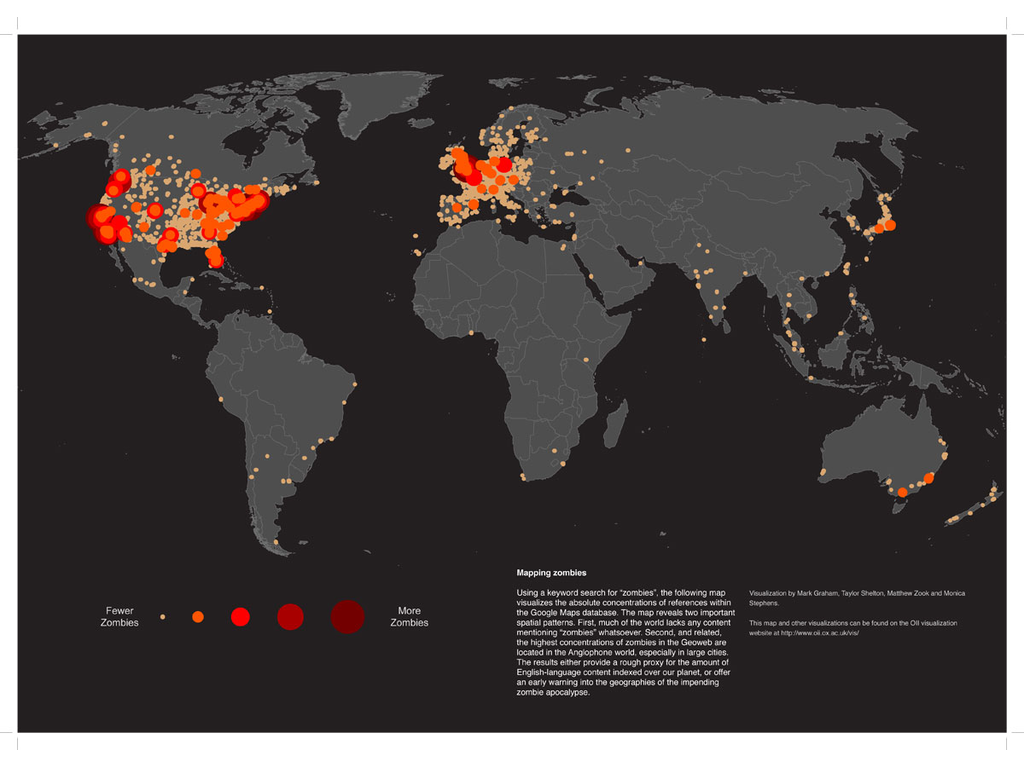 Mapping zombies
Using a keyword search for "zombies", the following map
visualizes the absolute concentrations of references within
the Google Maps database. The map reveals two important
spatial patterns. First, much of the world lacks any content
mentioning "zombies" whatsoever. Second, and related,
the highest concentrations of zombies in the Geoweb are
located in the Anglophone world, especially in large cities.
The results either provide a rough proxy for the amount of
English-language content indexed over our planet, or offer
an early warning into the geographies of the impending
zombie apocalypse.
Visualization by Mark Graham, Taylor Shelton, Matthew Zook and Monica
Stephens.
This map and other visualizations can be found on the OII visualization
website at http://www.oii.ox.ac.uk/vis/
Fewer
Zombies
More
Zombies